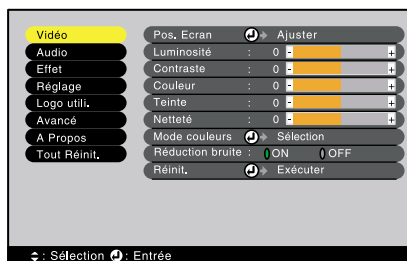 Vidéo
Audio
Effet
Réglage
Logo utili.
Avancé
A Propos
Tout Réinit.
Pos. Ecran Ajuster
Luminosité : 0 - +
Contraste : 0 - +
Couleur : 0 - +
Teinte : 0 - +
Netteté : 0 - +
Mode couleurs Sélection
Réduction bruite : ON OFF
Réinit. Exécuter
: Sélection : Entrée